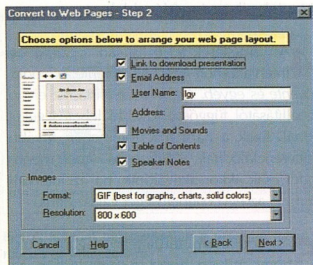 Convert to Web Pages - Step 2
Choose options below to arrange your web page layout.
Link to download presentation
Email Address
User Name: Igy
Address:
Movies and Sounds
Table of Contents
Speaker Notes
Images
Format: GIF (best for graphs, charts, solid colors)
Resolution: 800 x 600
Cancel Help < Back Next >